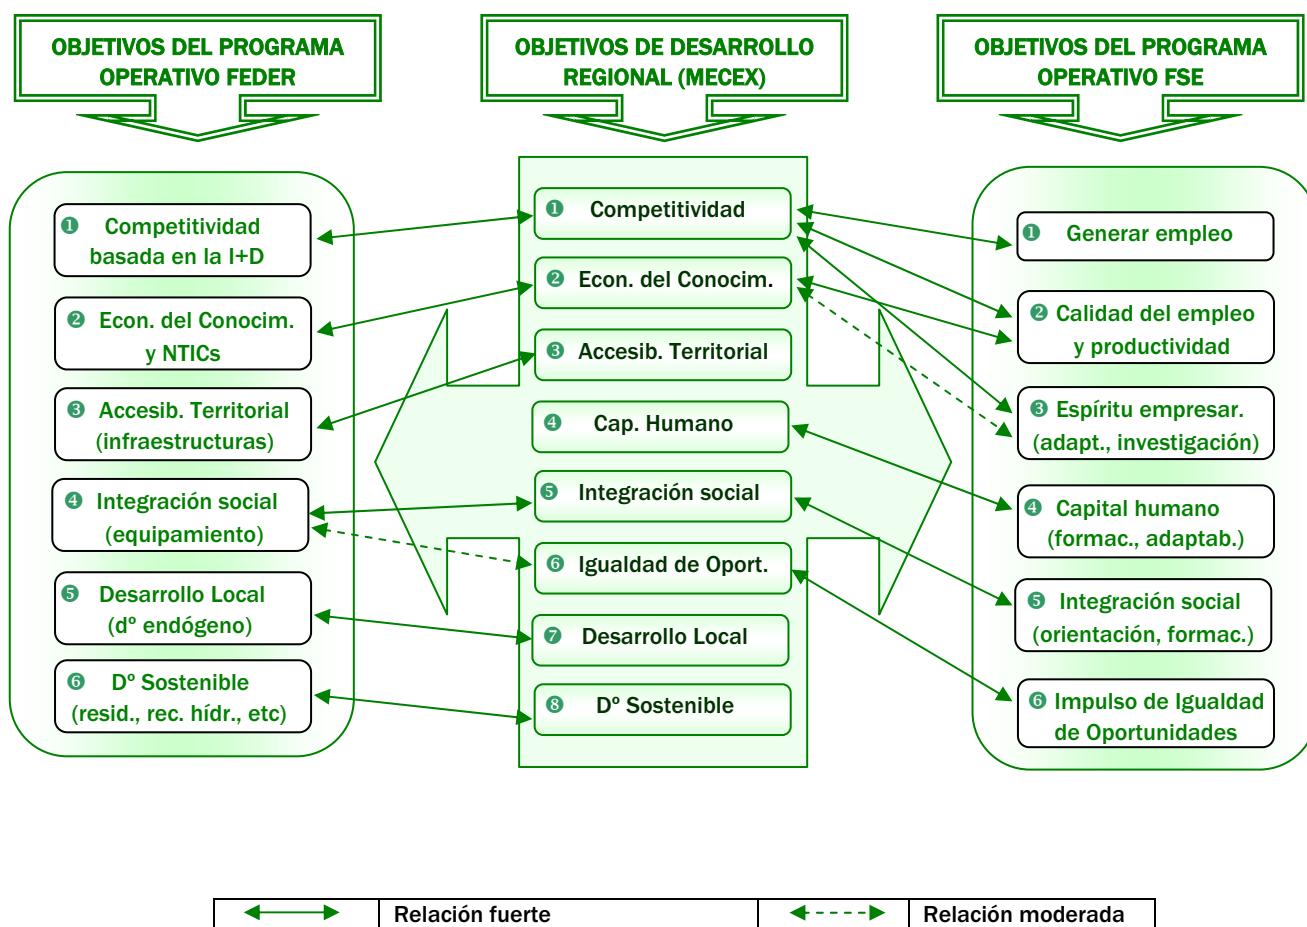 OBJETIVOS DEL PROGRAMA
OPERATIVO FEDER
OBJETIVOS DE DESARROLLO
REGIONAL (MECEX)
OBJETIVOS DEL PROGRAMA
OPERATIVO FSE
❶ Competitividad
basada en la I+D
❷ Econ. del Conocim.
y NTICs
❸ Accesib. Territorial
(infraestructuras)
❹ Integración social
(equipamiento)
❺ Desarrollo Local
(dº endógeno)
❻ Dº Sostenible
(resid., rec. hídr., etc)
❶ Competitividad
❷ Econ. del Conocim.
❸ Accesib. Territorial
❹ Cap. Humano
❺ Integración social
❻ Igualdad de Oport.
❼ Desarrollo Local
❽ Dº Sostenible
❶ Generar empleo
❷ Calidad del empleo
y productividad
❸ Espíritu empresar.
(adapt., investigación)
❹ Capital humano
(formac., adaptab.)
❺ Integración social
(orientación, formac.)
❻ Impulso de Igualdad
de Oportunidades
Relación fuerte
Relación moderada